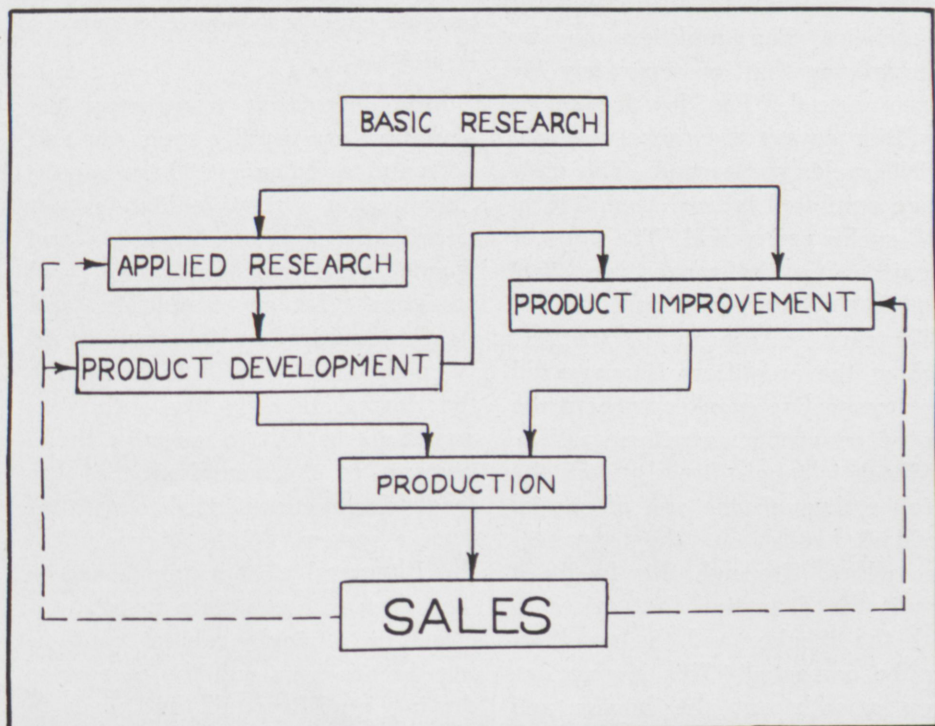 BASIC RESEARCH
APPLIED RESEARCH
PRODUCT IMPROVEMENT
PRODUCT DEVELOPMENT
PRODUCTION
SALES